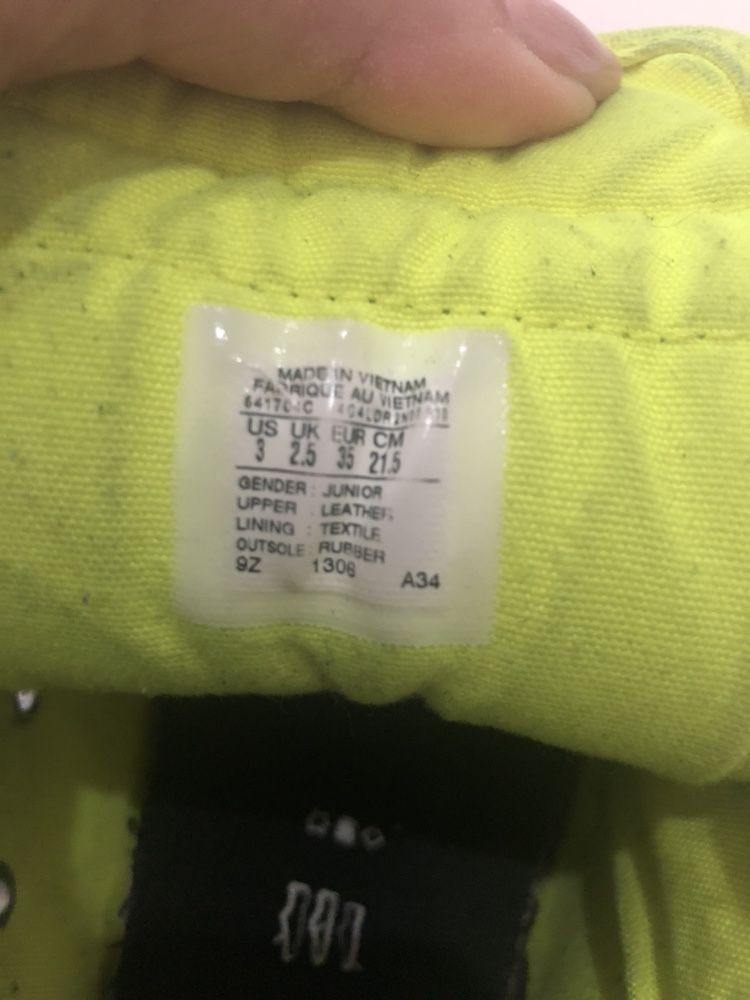 MADE IN VIETNAM
FABRIQUE AU VIETNAM
US UK EUR CM
3 2.5 35 21.5
GENDER : JUNIOR
UPPER : LEATHER
LINING : TEXTILE
OUTSOLE : RUBBER
9Z 1306 A34